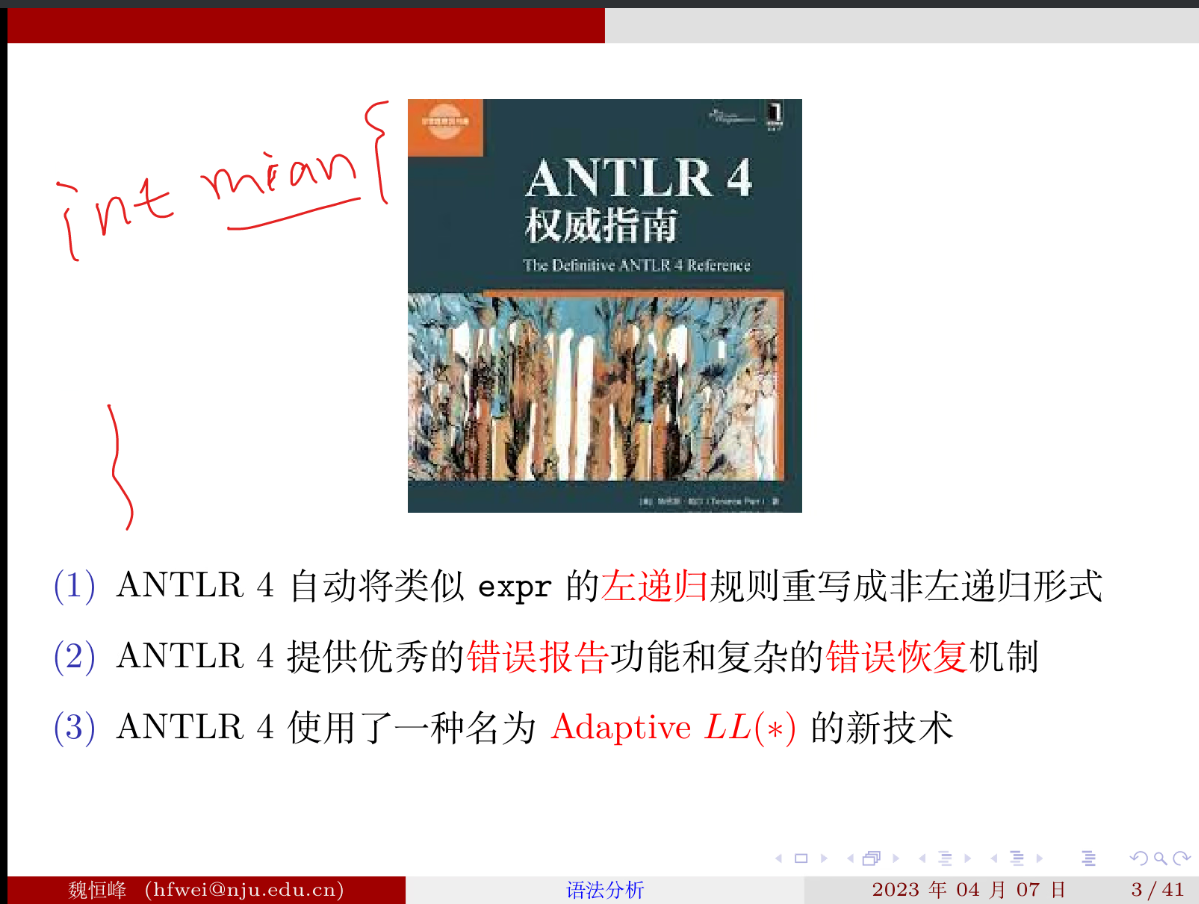 int mian{
}
ANTLR 4
权威指南
The Definitive ANTLR 4 Reference
(1) ANTLR 4 自动将类似 expr 的左递归规则重写成非左递归形式
(2) ANTLR 4 提供优秀的错误报告功能和复杂的错误恢复机制
(3) ANTLR 4 使用了一种名为 Adaptive LL(∗) 的新技术
魏恒峰 (hfwei@nju.edu.cn) 语法分析 2023 年 04 月 07 日 3 / 41